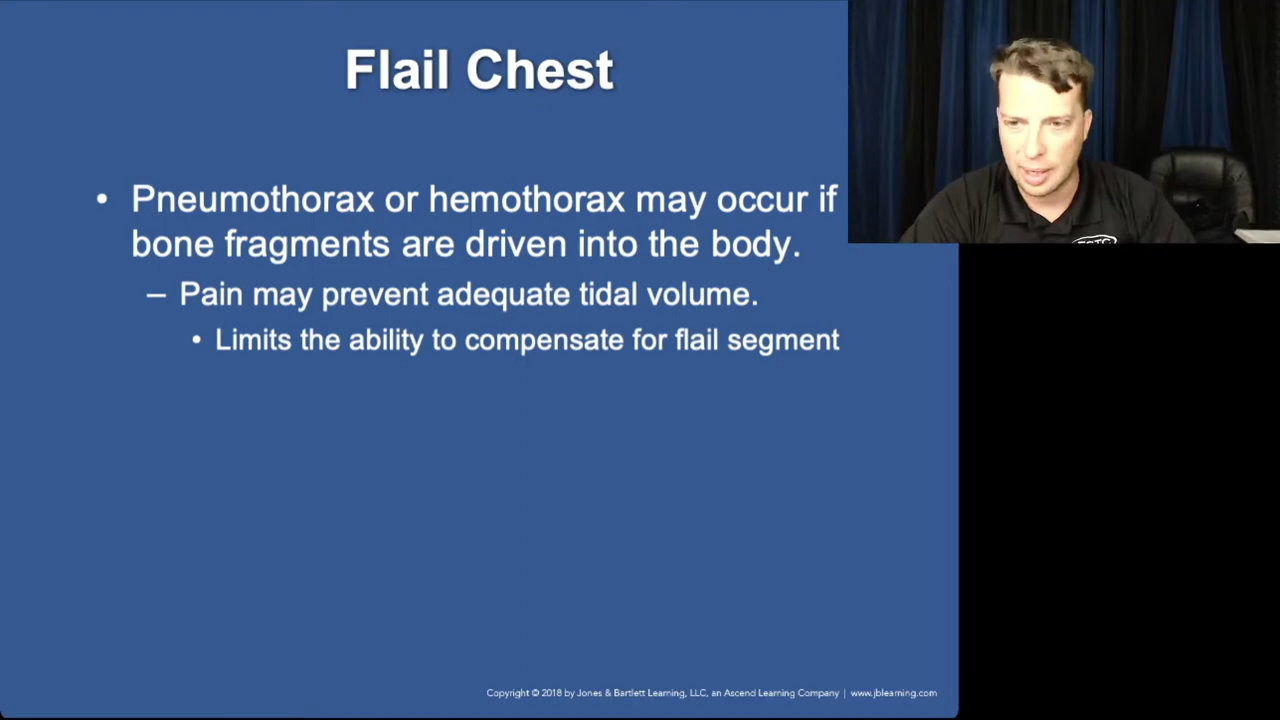 Flail Chest
• Pneumothorax or hemothorax may occur if
bone fragments are driven into the body.
– Pain may prevent adequate tidal volume.
• Limits the ability to compensate for flail segment
Copyright © 2018 by Jones & Bartlett Learning, LLC, an Ascend Learning Company | www.jblearning.com